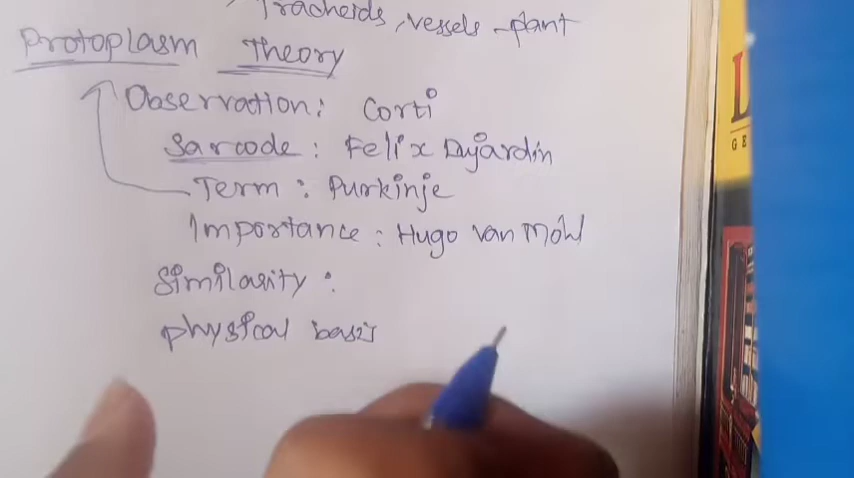 Tracheids, vessels - plant
Protoplasm Theory
Observation: Corti
Sarcode: Felix Dujardin
Term: Purkinje
Importance: Hugo Van Mohl
Similarity:
physical basis
L
GE